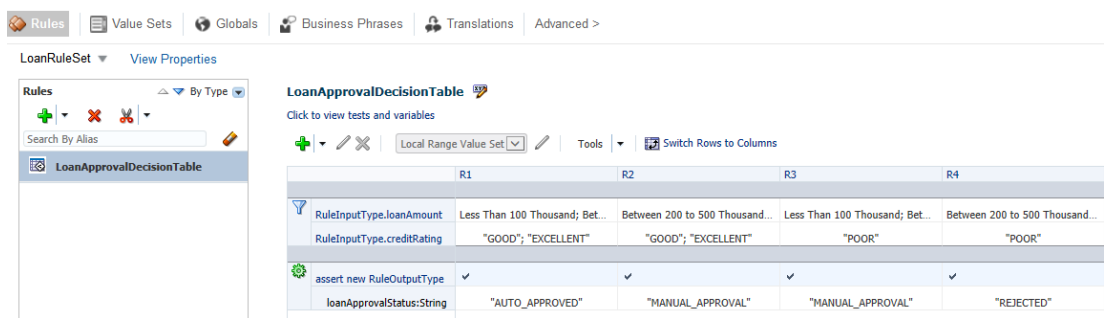 Rules Value Sets Globals Business Phrases Translations Advanced >
LoanRuleSet View Properties
Rules By Type
Search By Alias
LoanApprovalDecisionTable
LoanApprovalDecisionTable
Click to view tests and variables
Local Range Value Set Tools Switch Rows to Columns
R1 R2 R3 R4
RuleInputType.loanAmount Less Than 100 Thousand; Bet... Between 200 to 500 Thousand... Less Than 100 Thousand; Bet... Between 200 to 500 Thousand...
RuleInputType.creditRating "GOOD"; "EXCELLENT" "GOOD"; "EXCELLENT" "POOR" "POOR"
assert new RuleOutputType
loanApprovalStatus:String "AUTO_APPROVED" "MANUAL_APPROVAL" "MANUAL_APPROVAL" "REJECTED"